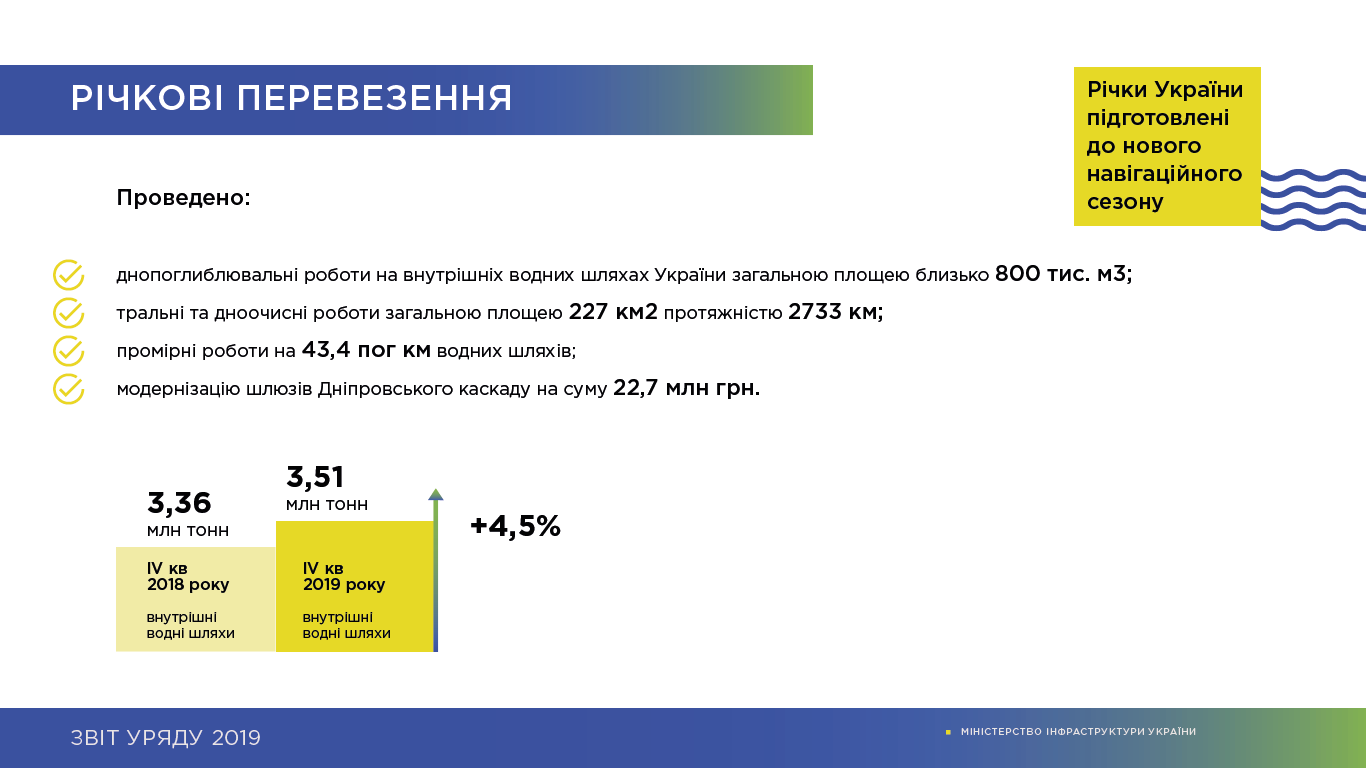 РІЧКОВІ ПЕРЕВЕЗЕННЯ
Річки України
підготовлені
до нового
навігаційного
сезону
Проведено:
днопоглиблювальні роботи на внутрішніх водних шляхах України загальною площею близько 800 тис. м3;
тральні та дноочисні роботи загальною площею 227 км2 протяжністю 2733 км;
промірні роботи на 43,4 пог км водних шляхів;
модернізацію шлюзів Дніпровського каскаду на суму 22,7 млн грн.
3,36
млн тонн
IV кв
2018 року
внутрішні
водні шляхи
3,51
млн тонн
IV кв
2019 року
внутрішні
водні шляхи
+4,5%
ЗВІТ УРЯДУ 2019
МІНІСТЕРСТВО ІНФРАСТРУКТУРИ УКРАЇНИ